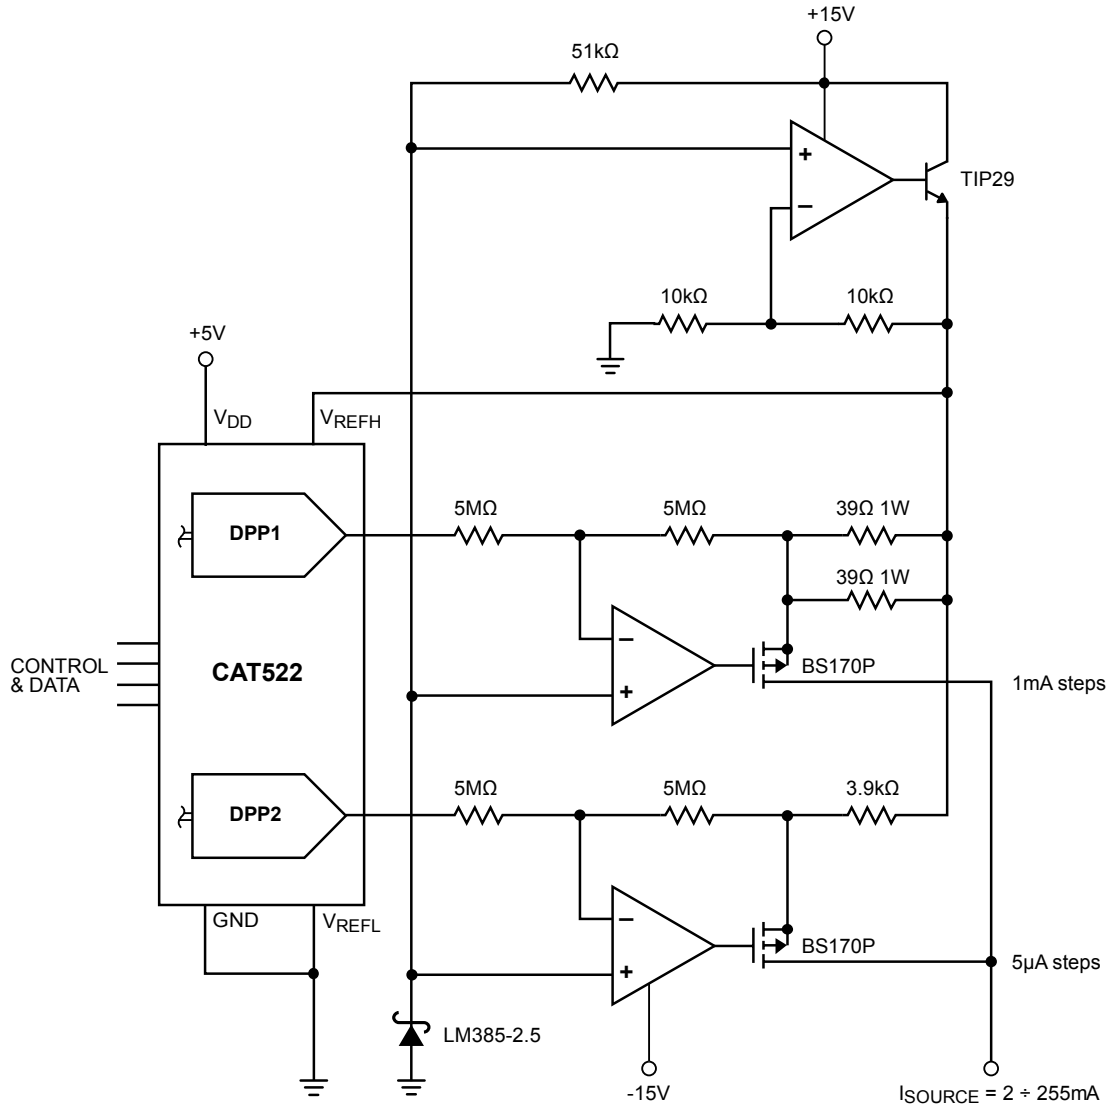 +15V
51kΩ
+
−
TIP29
10kΩ
10kΩ
+5V
VDD
VREFH
DPP1
5MΩ
5MΩ
39Ω 1W
39Ω 1W
−
+
BS170P
CONTROL
& DATA
CAT522
1mA steps
5MΩ
5MΩ
3.9kΩ
DPP2
−
+
BS170P
GND
VREFL
5µA steps
LM385-2.5
-15V
ISOURCE = 2 ÷ 255mA